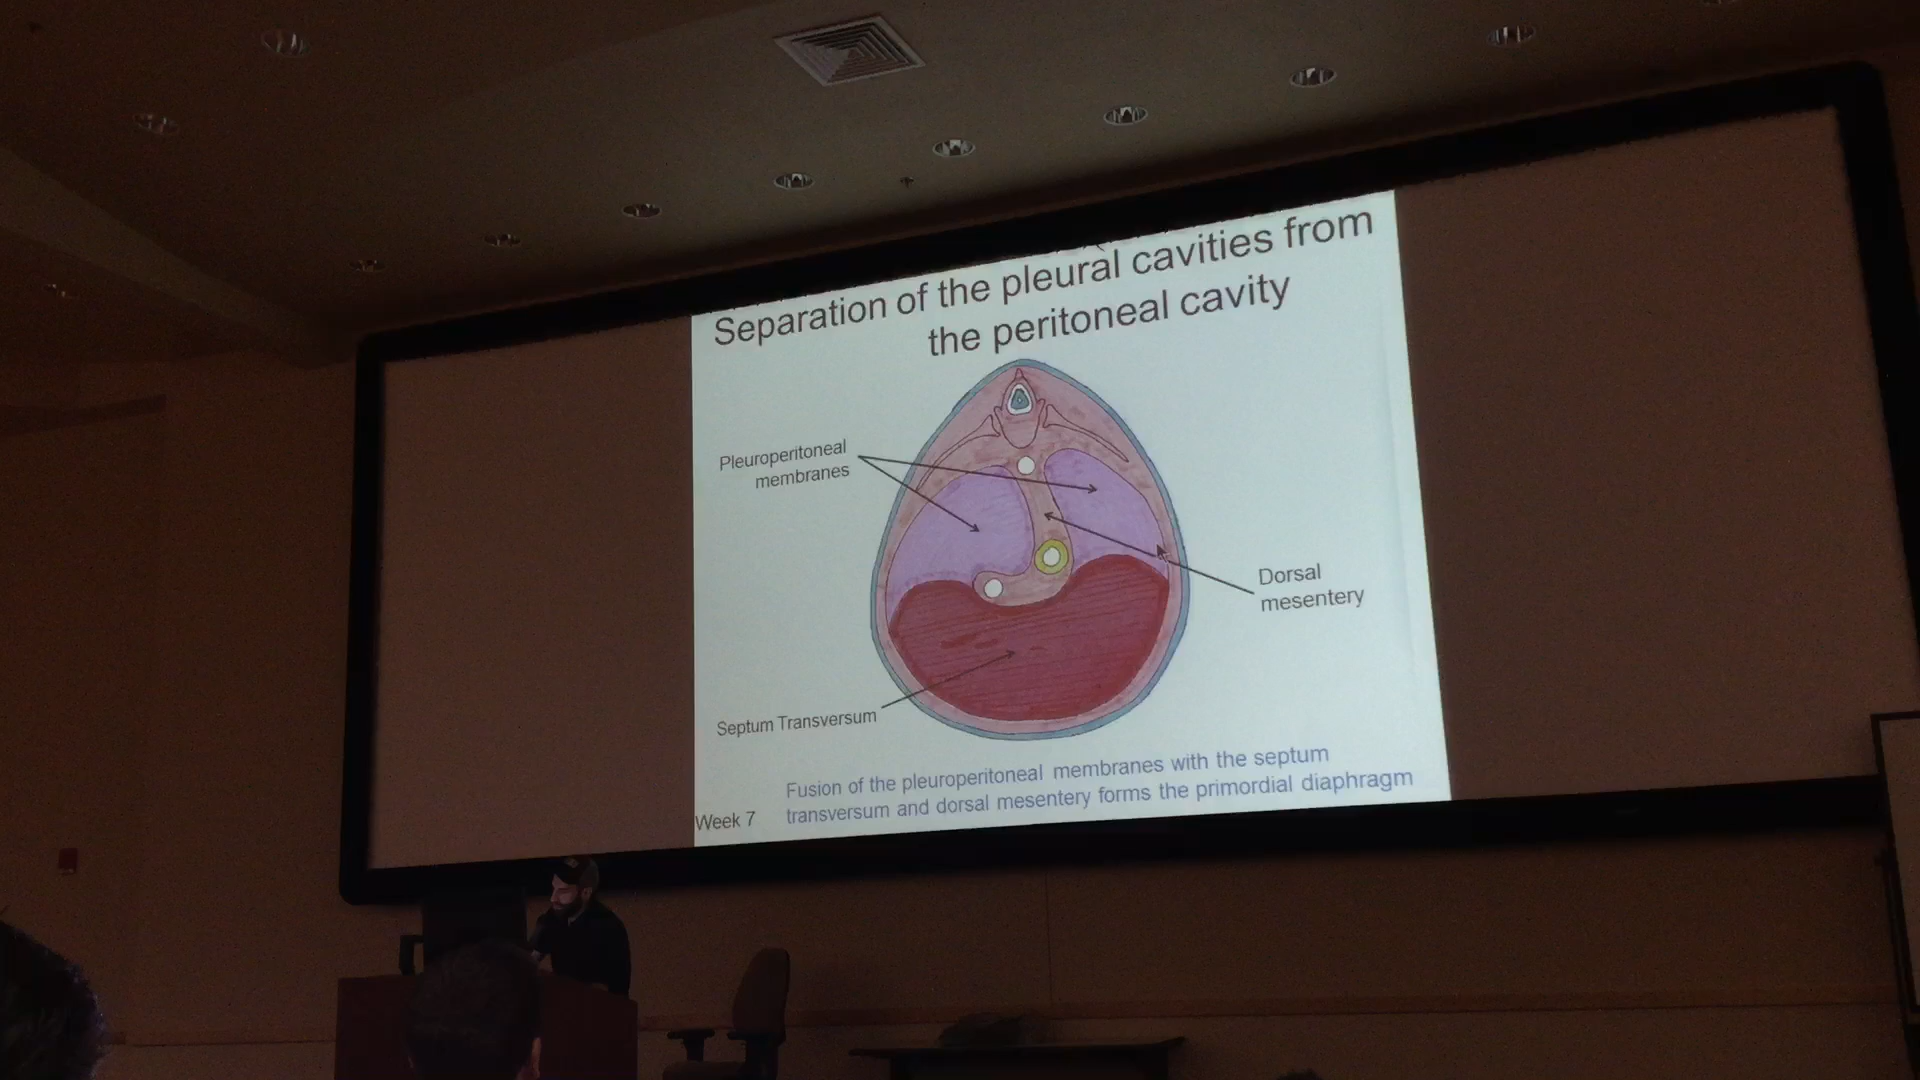 Separation of the pleural cavities from
the peritoneal cavity
Pleuroperitoneal
membranes
Dorsal
mesentery
Septum Transversum
Fusion of the pleuroperitoneal membranes with the septum
transversum and dorsal mesentery forms the primordial diaphragm
Week 7